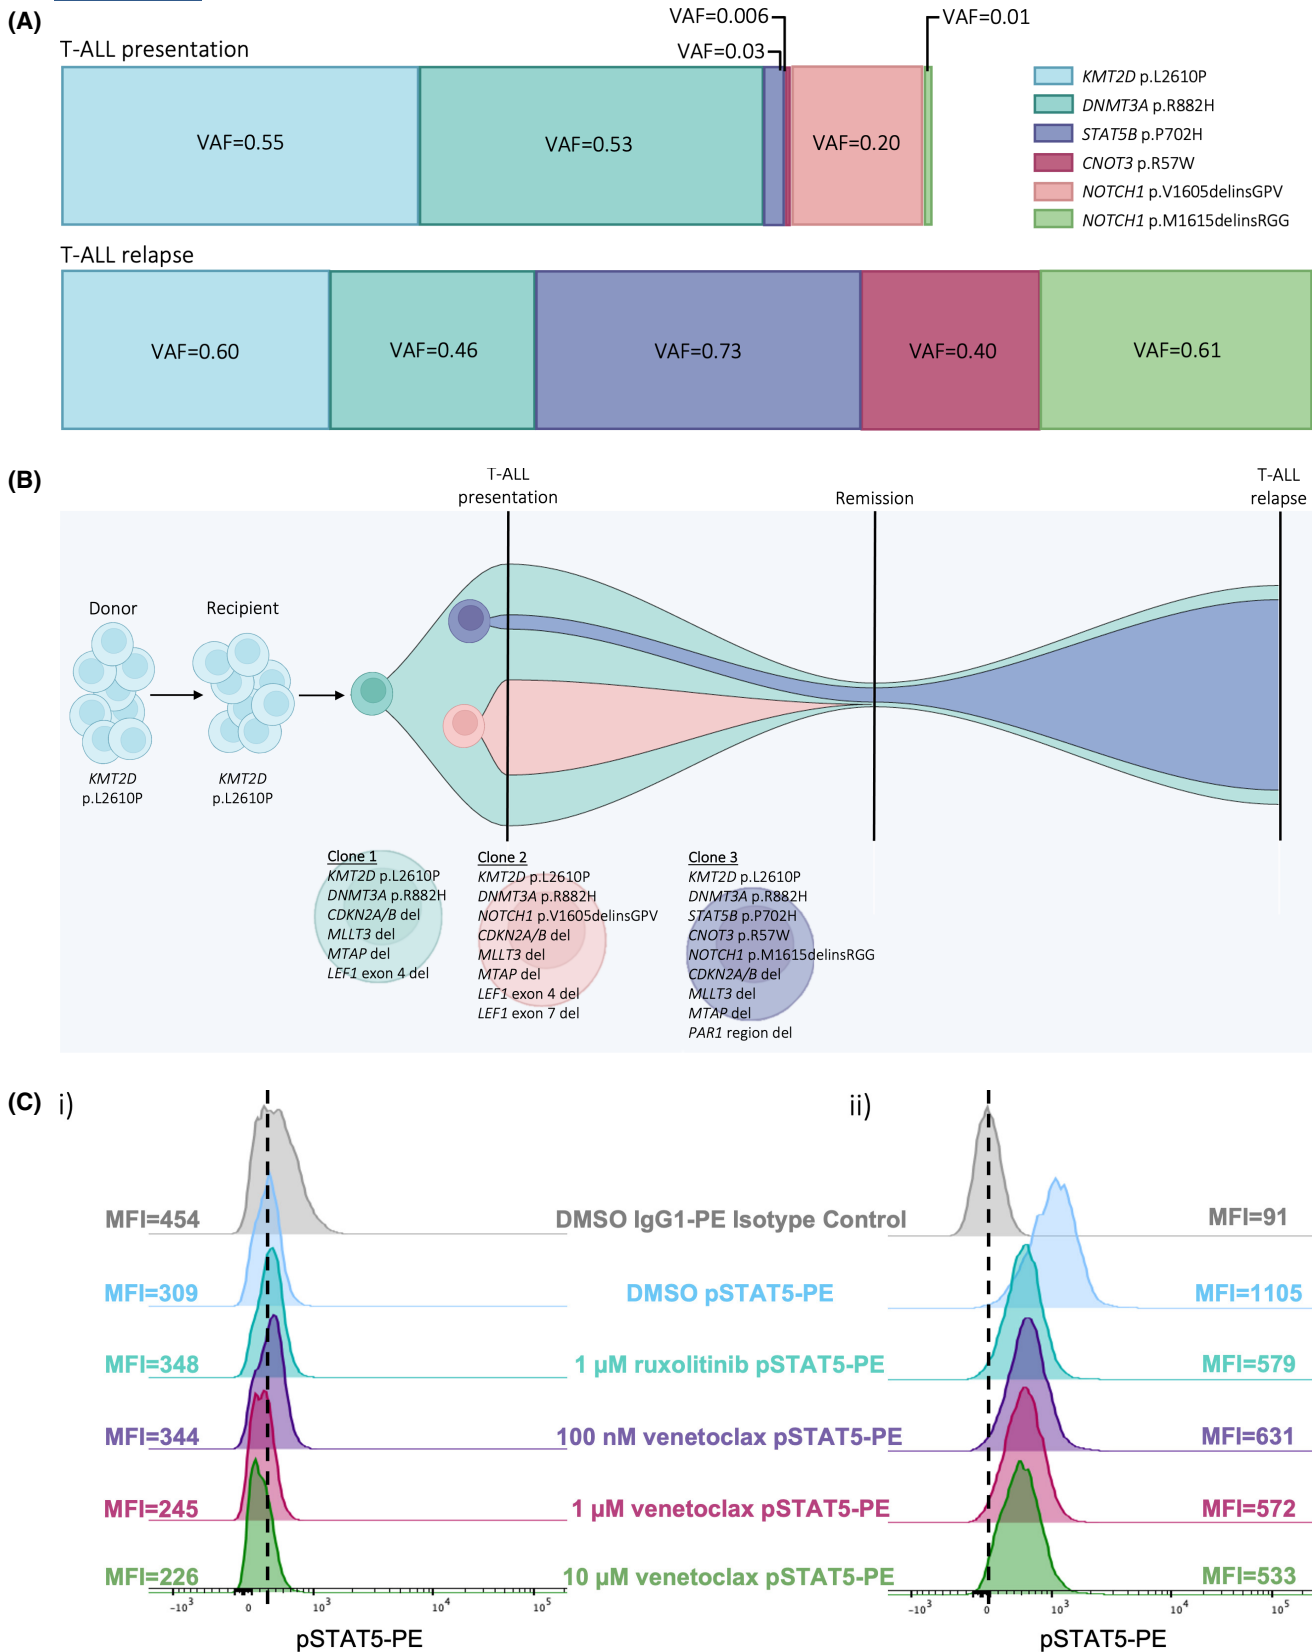 (A)
T-ALL presentation
VAF=0.006
VAF=0.03
VAF=0.01
VAF=0.55
VAF=0.53
VAF=0.20
KMT2D p.L2610P
DNMT3A p.R882H
STAT5B p.P702H
CNOT3 p.R57W
NOTCH1 p.V1605delinsGPV
NOTCH1 p.M1615delinsRGG
T-ALL relapse
VAF=0.60
VAF=0.46
VAF=0.73
VAF=0.40
VAF=0.61
(B)
T-ALL
presentation
Remission
T-ALL
relapse
Donor
Recipient
KMT2D
p.L2610P
KMT2D
p.L2610P
Clone 1
KMT2D p.L2610P
DNMT3A p.R882H
CDKN2A/B del
MLLT3 del
MTAP del
LEF1 exon 4 del
Clone 2
KMT2D p.L2610P
DNMT3A p.R882H
NOTCH1 p.V1605delinsGPV
CDKN2A/B del
MLLT3 del
MTAP del
LEF1 exon 4 del
LEF1 exon 7 del
Clone 3
KMT2D p.L2610P
DNMT3A p.R882H
STAT5B p.P702H
CNOT3 p.R57W
NOTCH1 p.M1615delinsRGG
CDKN2A/B del
MLLT3 del
MTAP del
PAR1 region del
(C)
i)
ii)
MFI=454
DMSO IgG1-PE Isotype Control
MFI=91
MFI=309
DMSO pSTAT5-PE
MFI=1105
MFI=348
1 µM ruxolitinib pSTAT5-PE
MFI=579
MFI=344
100 nM venetoclax pSTAT5-PE
MFI=631
MFI=245
1 µM venetoclax pSTAT5-PE
MFI=572
MFI=226
10 µM venetoclax pSTAT5-PE
MFI=533
-10³ 0 10³ 10⁴ 10⁵
-10³ 0 10³ 10⁴ 10⁵
pSTAT5-PE
pSTAT5-PE